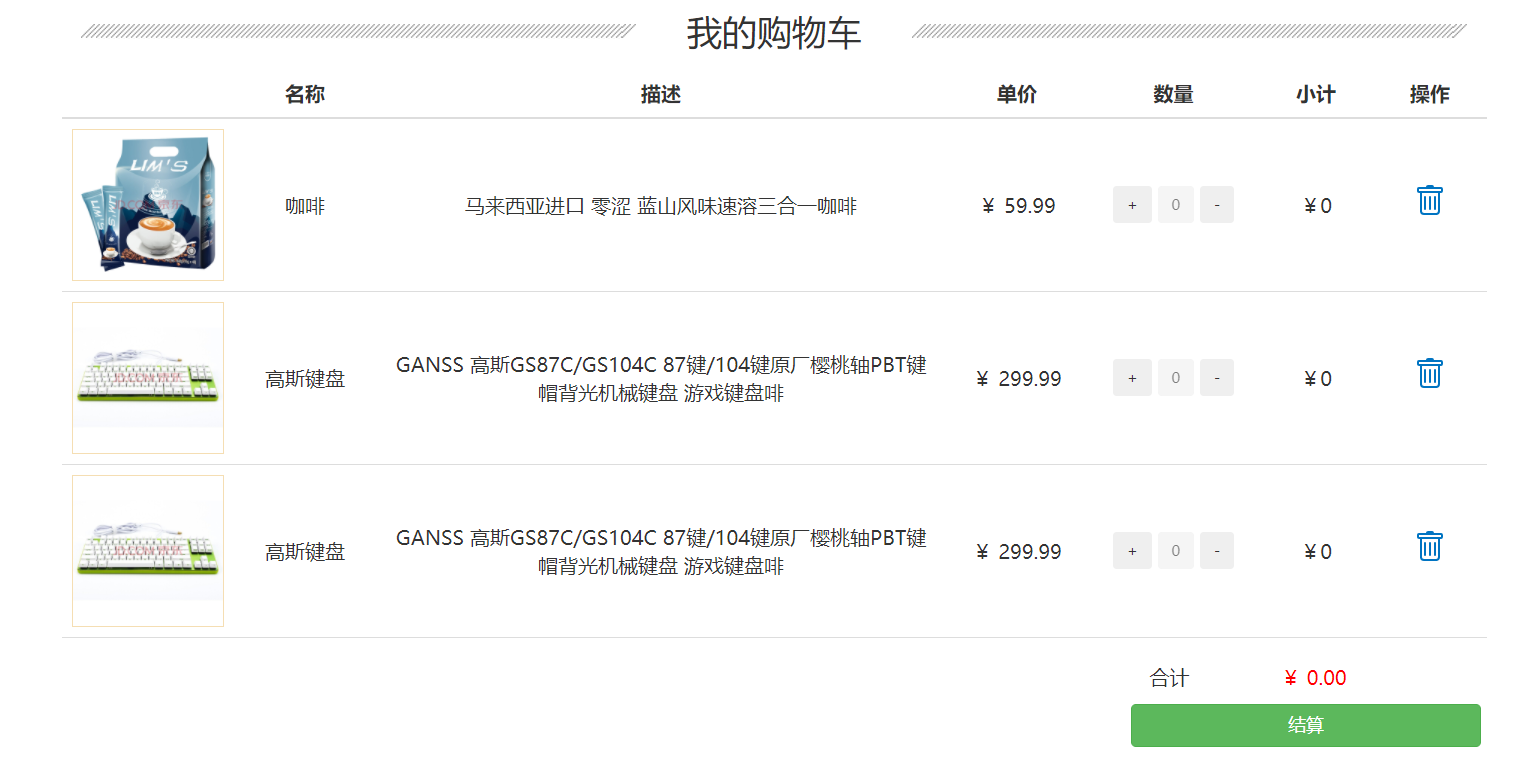 我的购物车
名称 描述 单价 数量 小计 操作
LIM'S
咖啡 马来西亚进口 零涩 蓝山风味速溶三合一咖啡 ¥ 59.99 + 0 - ¥0
高斯键盘 GANSS 高斯GS87C/GS104C 87键/104键原厂樱桃轴PBT键
帽背光机械键盘 游戏键盘啡 ¥ 299.99 + 0 - ¥0
高斯键盘 GANSS 高斯GS87C/GS104C 87键/104键原厂樱桃轴PBT键
帽背光机械键盘 游戏键盘啡 ¥ 299.99 + 0 - ¥0
合计 ¥ 0.00
结算